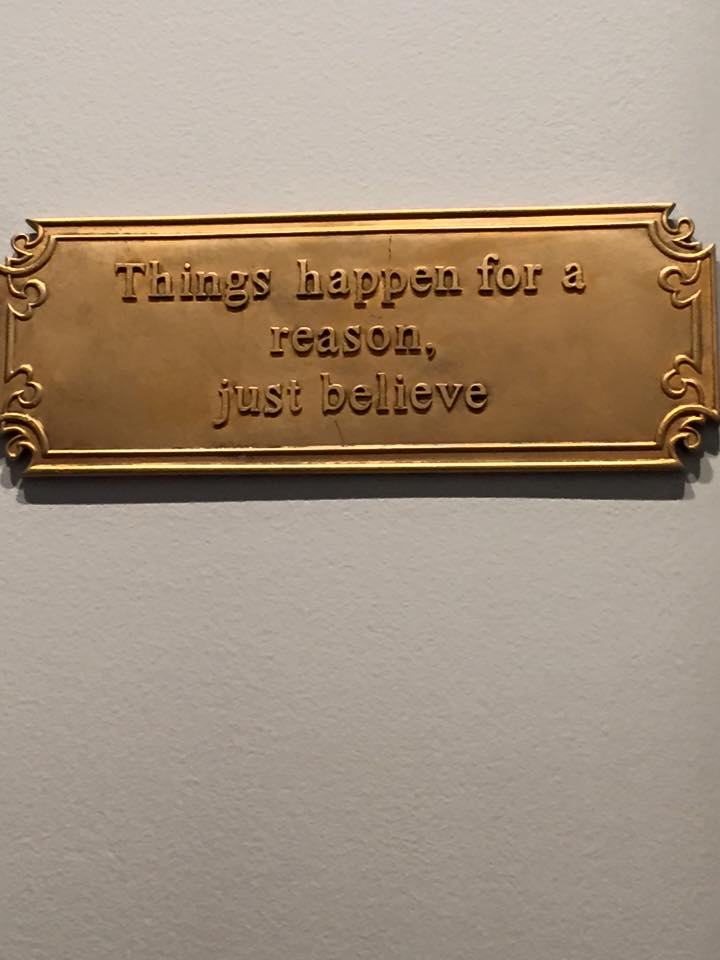 Things happen for a
reason,
just believe